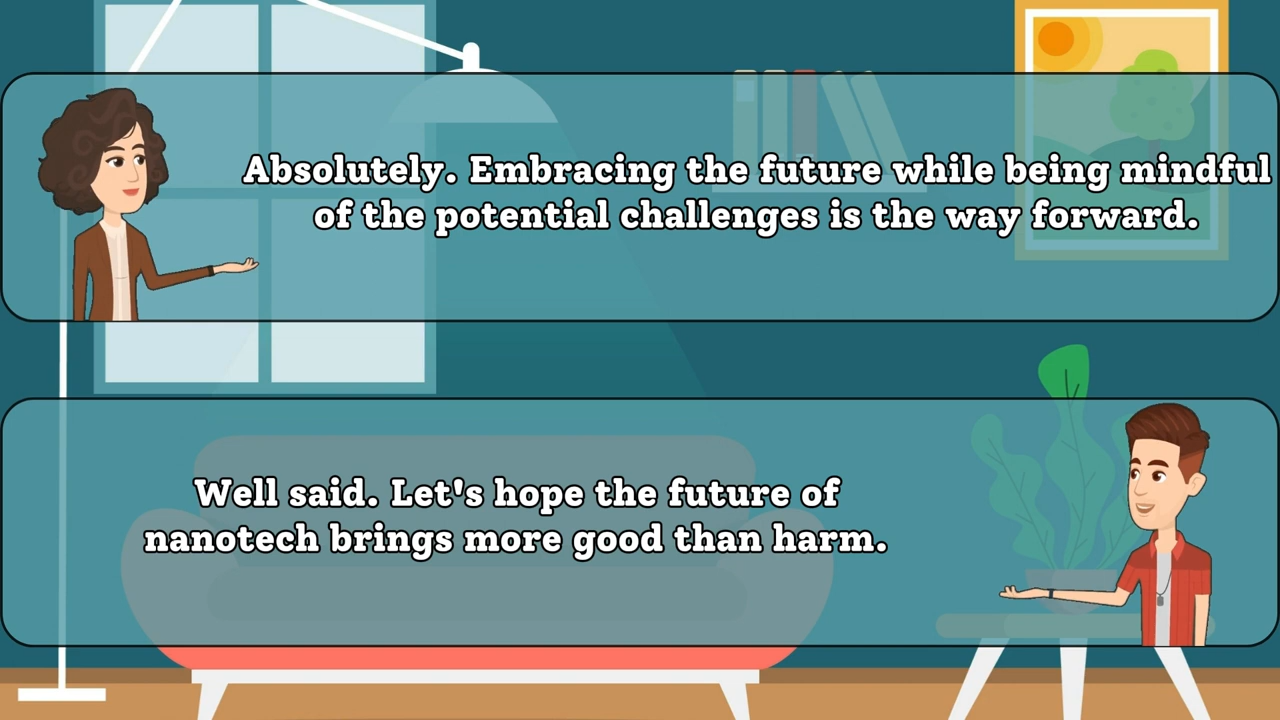 Absolutely. Embracing the future while being mindful
of the potential challenges is the way forward.
Well said. Let's hope the future of
nanotech brings more good than harm.